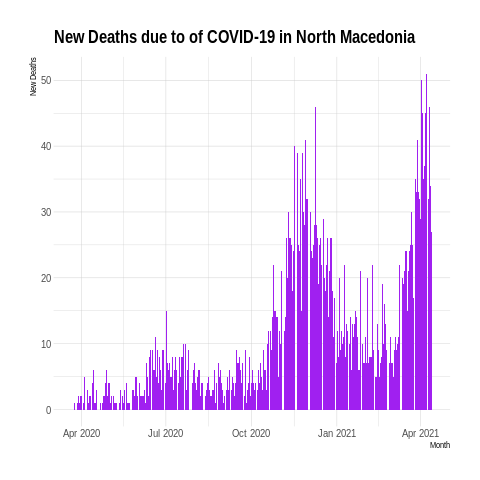 New Deaths due to of COVID-19 in North Macedonia
New Deaths
50
40
30
20
10
0
Apr 2020 Jul 2020 Oct 2020 Jan 2021 Apr 2021
Month